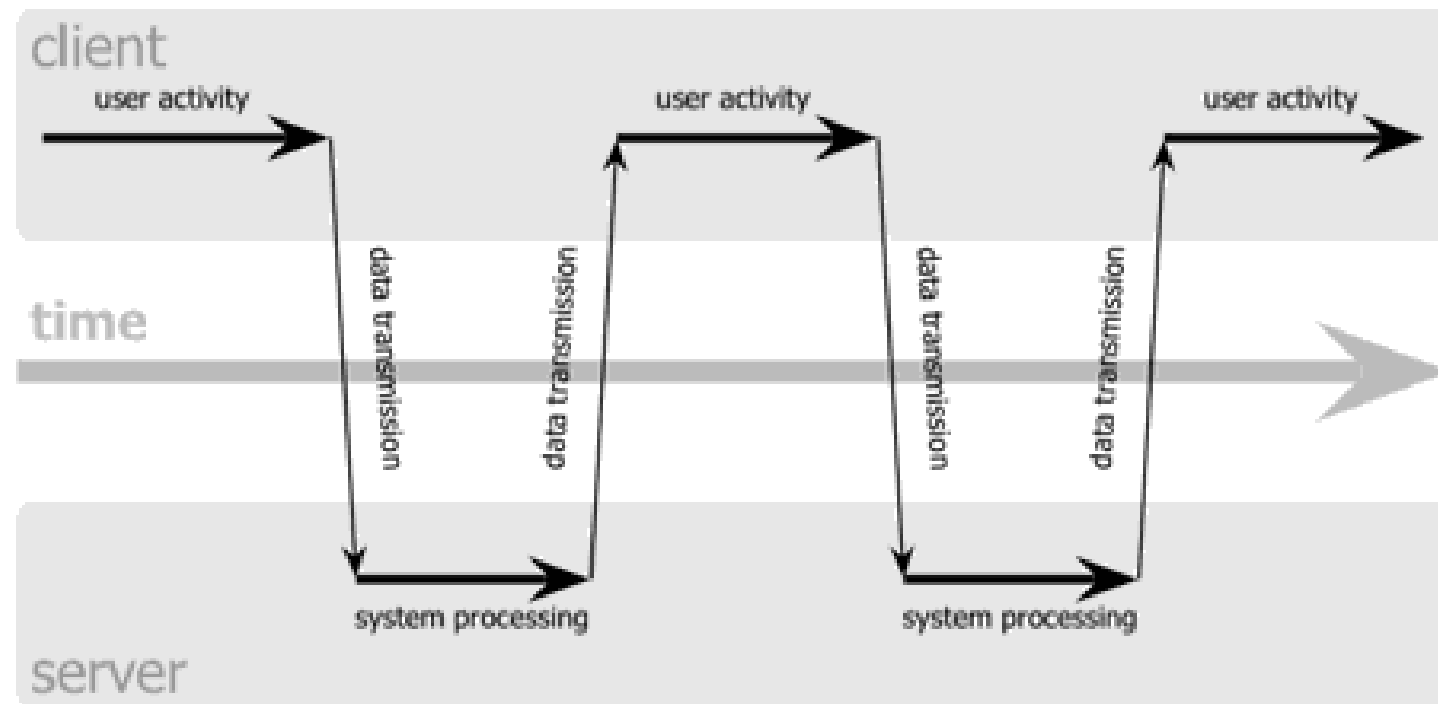 client
user activity
user activity
user activity
data transmission
data transmission
data transmission
data transmission
time
system processing
system processing
server